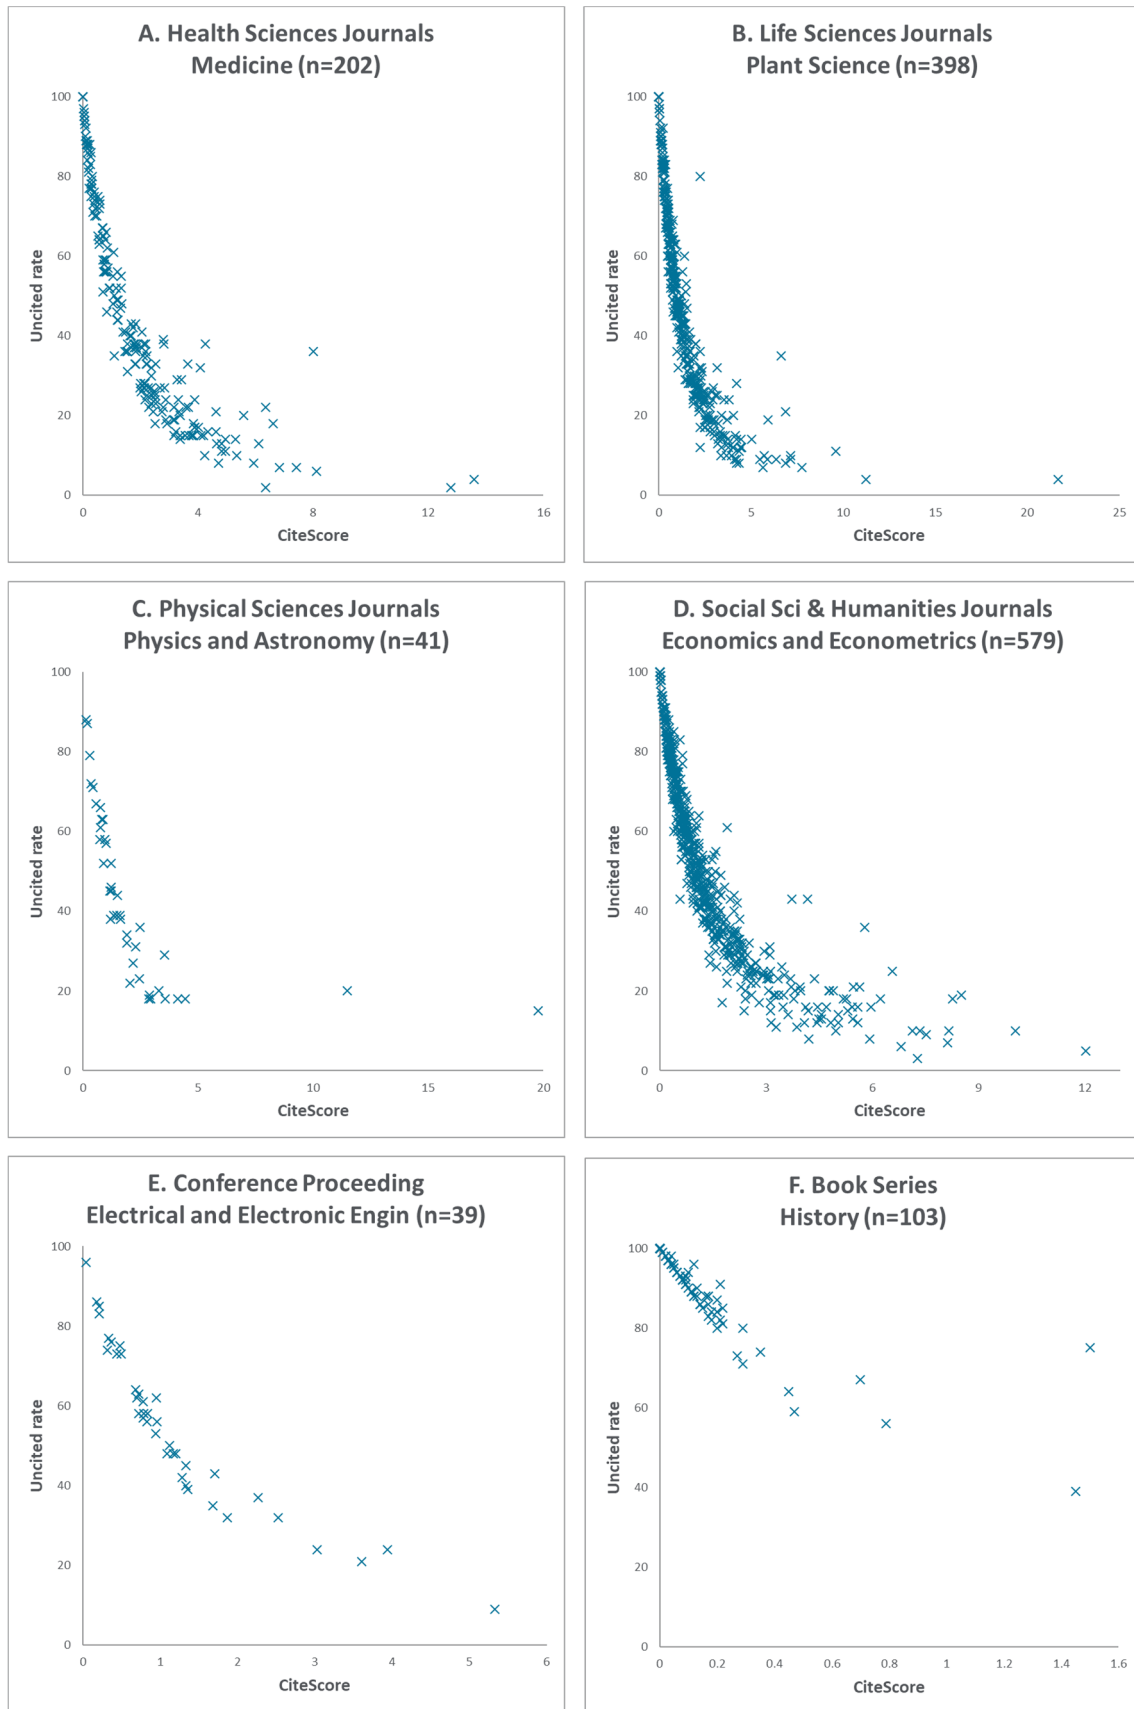 A. Health Sciences Journals
Medicine (n=202)
100
80
60
40
20
0
Uncited rate
0 4 8 12 16
CiteScore
B. Life Sciences Journals
Plant Science (n=398)
100
80
60
40
20
0
Uncited rate
0 5 10 15 20 25
CiteScore
C. Physical Sciences Journals
Physics and Astronomy (n=41)
100
80
60
40
20
0
Uncited rate
0 5 10 15 20
CiteScore
D. Social Sci & Humanities Journals
Economics and Econometrics (n=579)
100
80
60
40
20
0
Uncited rate
0 3 6 9 12
CiteScore
E. Conference Proceeding
Electrical and Electronic Engin (n=39)
100
80
60
40
20
0
Uncited rate
0 1 2 3 4 5 6
CiteScore
F. Book Series
History (n=103)
100
80
60
40
20
0
Uncited rate
0 0.2 0.4 0.6 0.8 1 1.2 1.4 1.6
CiteScore